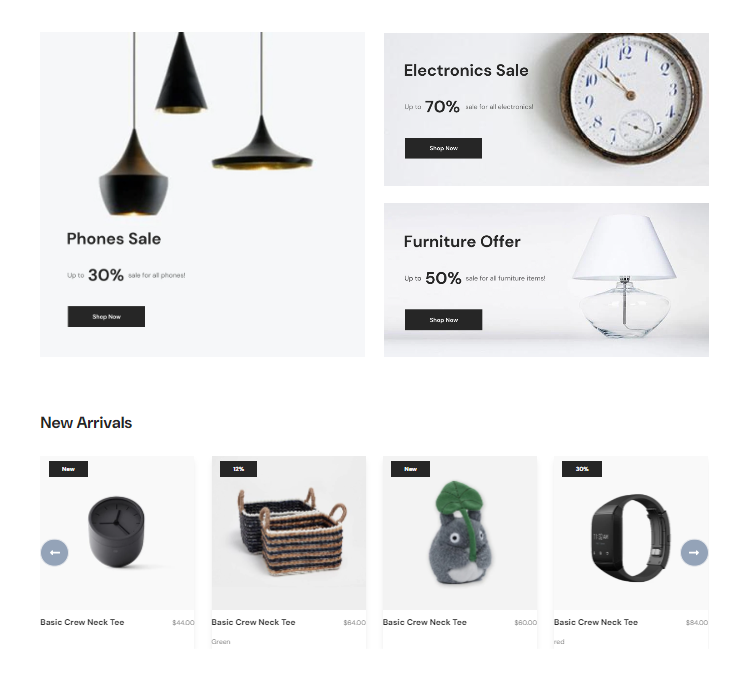 Phones Sale
Up to 30% sale for all phones!
Shop Now
Electronics Sale
Up to 70% sale for all electronics!
Shop Now
Furniture Offer
Up to 50% sale for all furniture items!
Shop Now
New Arrivals
New
12%
New
30%
Basic Crew Neck Tee $44.00
Basic Crew Neck Tee $64.00
Green
Basic Crew Neck Tee $60.00
Basic Crew Neck Tee $84.00
red